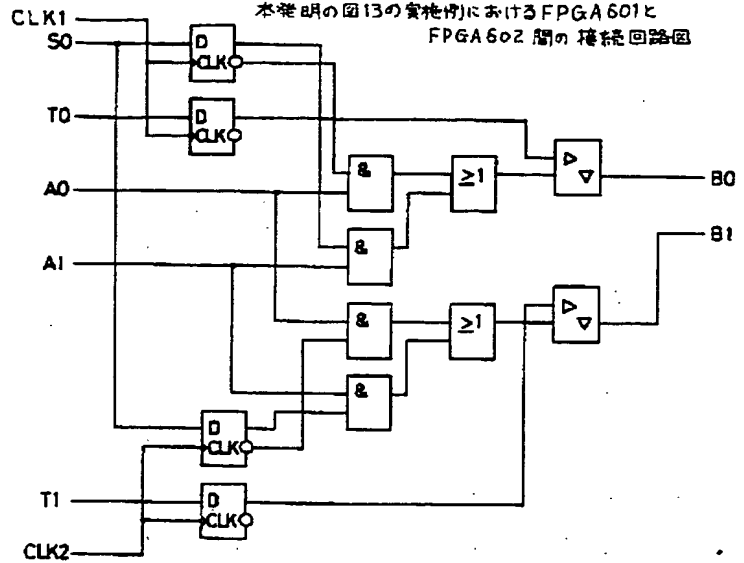 本発明の図13の実施例におけるFPGA601と
FPGA602間の接続回路図
CLK1
S0
D
CLK
T0
D
CLK
A0
&
≥1
▷
▽
B0
B1
A1
&
&
≥1
▷
▽
&
D
CLK
T1
D
CLK
CLK2